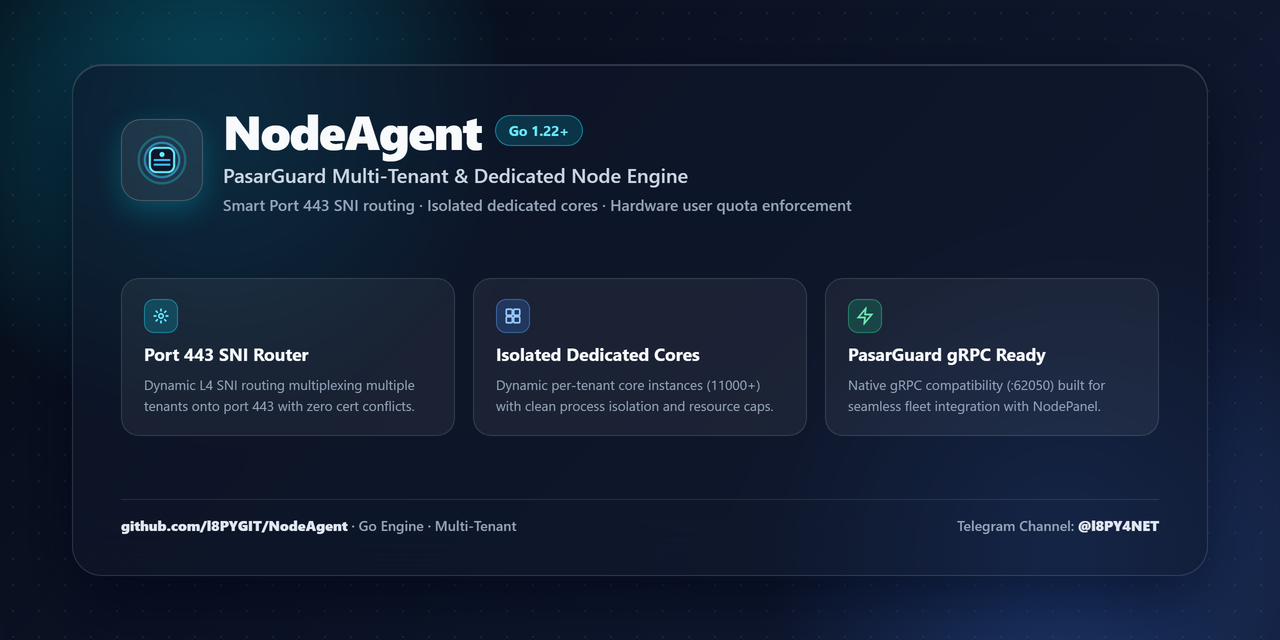 NodeAgent
Go 1.22+
PasarGuard Multi-Tenant & Dedicated Node Engine
Smart Port 443 SNI routing · Isolated dedicated cores · Hardware user quota enforcement
Port 443 SNI Router
Dynamic L4 SNI routing multiplexing multiple
tenants onto port 443 with zero cert conflicts.
Isolated Dedicated Cores
Dynamic per-tenant core instances (11000+)
with clean process isolation and resource caps.
PasarGuard gRPC Ready
Native gRPC compatibility (:62050) built for
seamless fleet integration with NodePanel.
github.com/l8PYGIT/NodeAgent · Go Engine · Multi-Tenant
Telegram Channel: @l8PY4NET